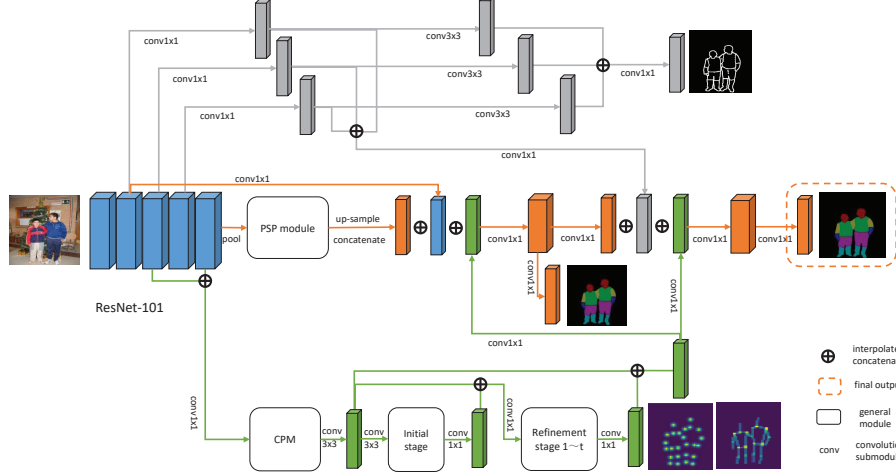 conv1x1
conv3x3
conv1x1
conv3x3
conv1x1
conv1x1
conv3x3
conv1x1
conv1x1
PSP module
pool
up-sample
concatenate
conv1x1
conv1x1
conv1x1
conv1x1
conv1x1
ResNet-101
conv1x1
conv1x1
conv1x1
CPM
conv
3x3
conv
3x3
Initial
stage
conv
1x1
conv1x1
Refinement
stage 1～t
conv
1x1
final outpu
general
module
conv